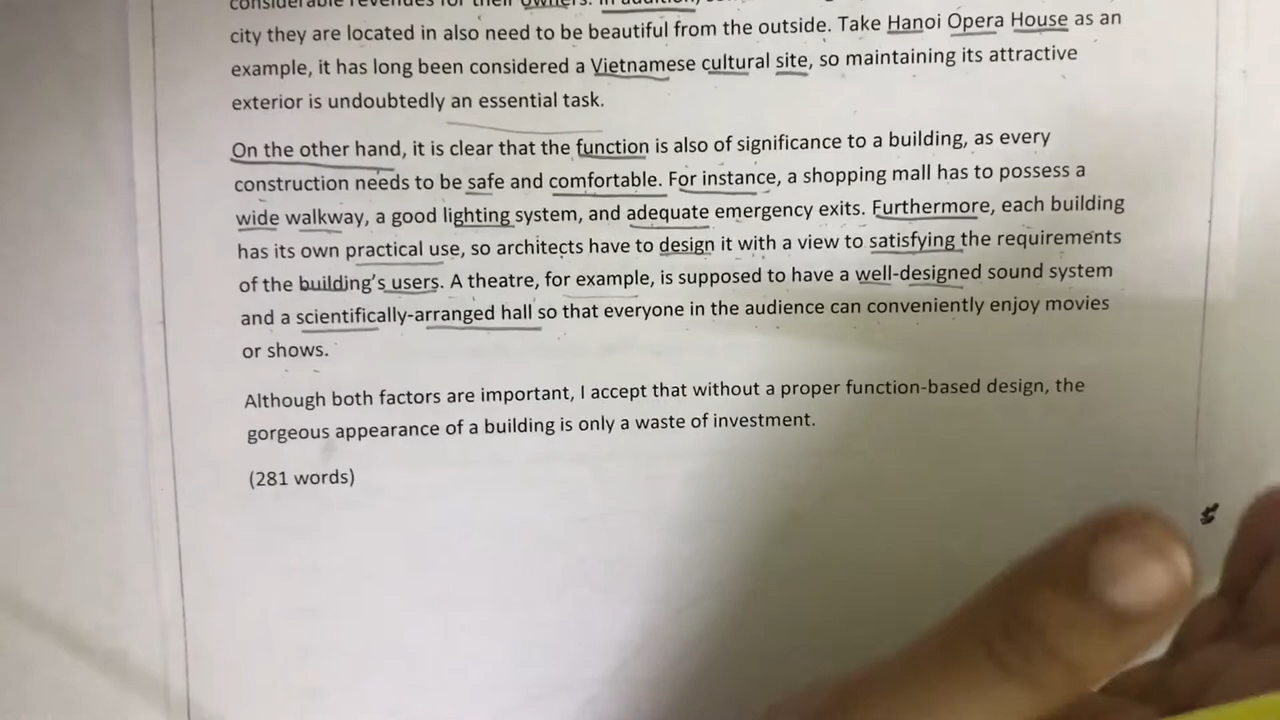 considerable revenues for their owners. In addition,
city they are located in also need to be beautiful from the outside. Take Hanoi Opera House as an
example, it has long been considered a Vietnamese cultural site, so maintaining its attractive
exterior is undoubtedly an essential task.
On the other hand, it is clear that the function is also of significance to a building, as every
construction needs to be safe and comfortable. For instance, a shopping mall has to possess a
wide walkway, a good lighting system, and adequate emergency exits. Furthermore, each building
has its own practical use, so architects have to design it with a view to satisfying the requirements
of the building's users. A theatre, for example, is supposed to have a well-designed sound system
and a scientifically-arranged hall so that everyone in the audience can conveniently enjoy movies
or shows.
Although both factors are important, I accept that without a proper function-based design, the
gorgeous appearance of a building is only a waste of investment.
(281 words)